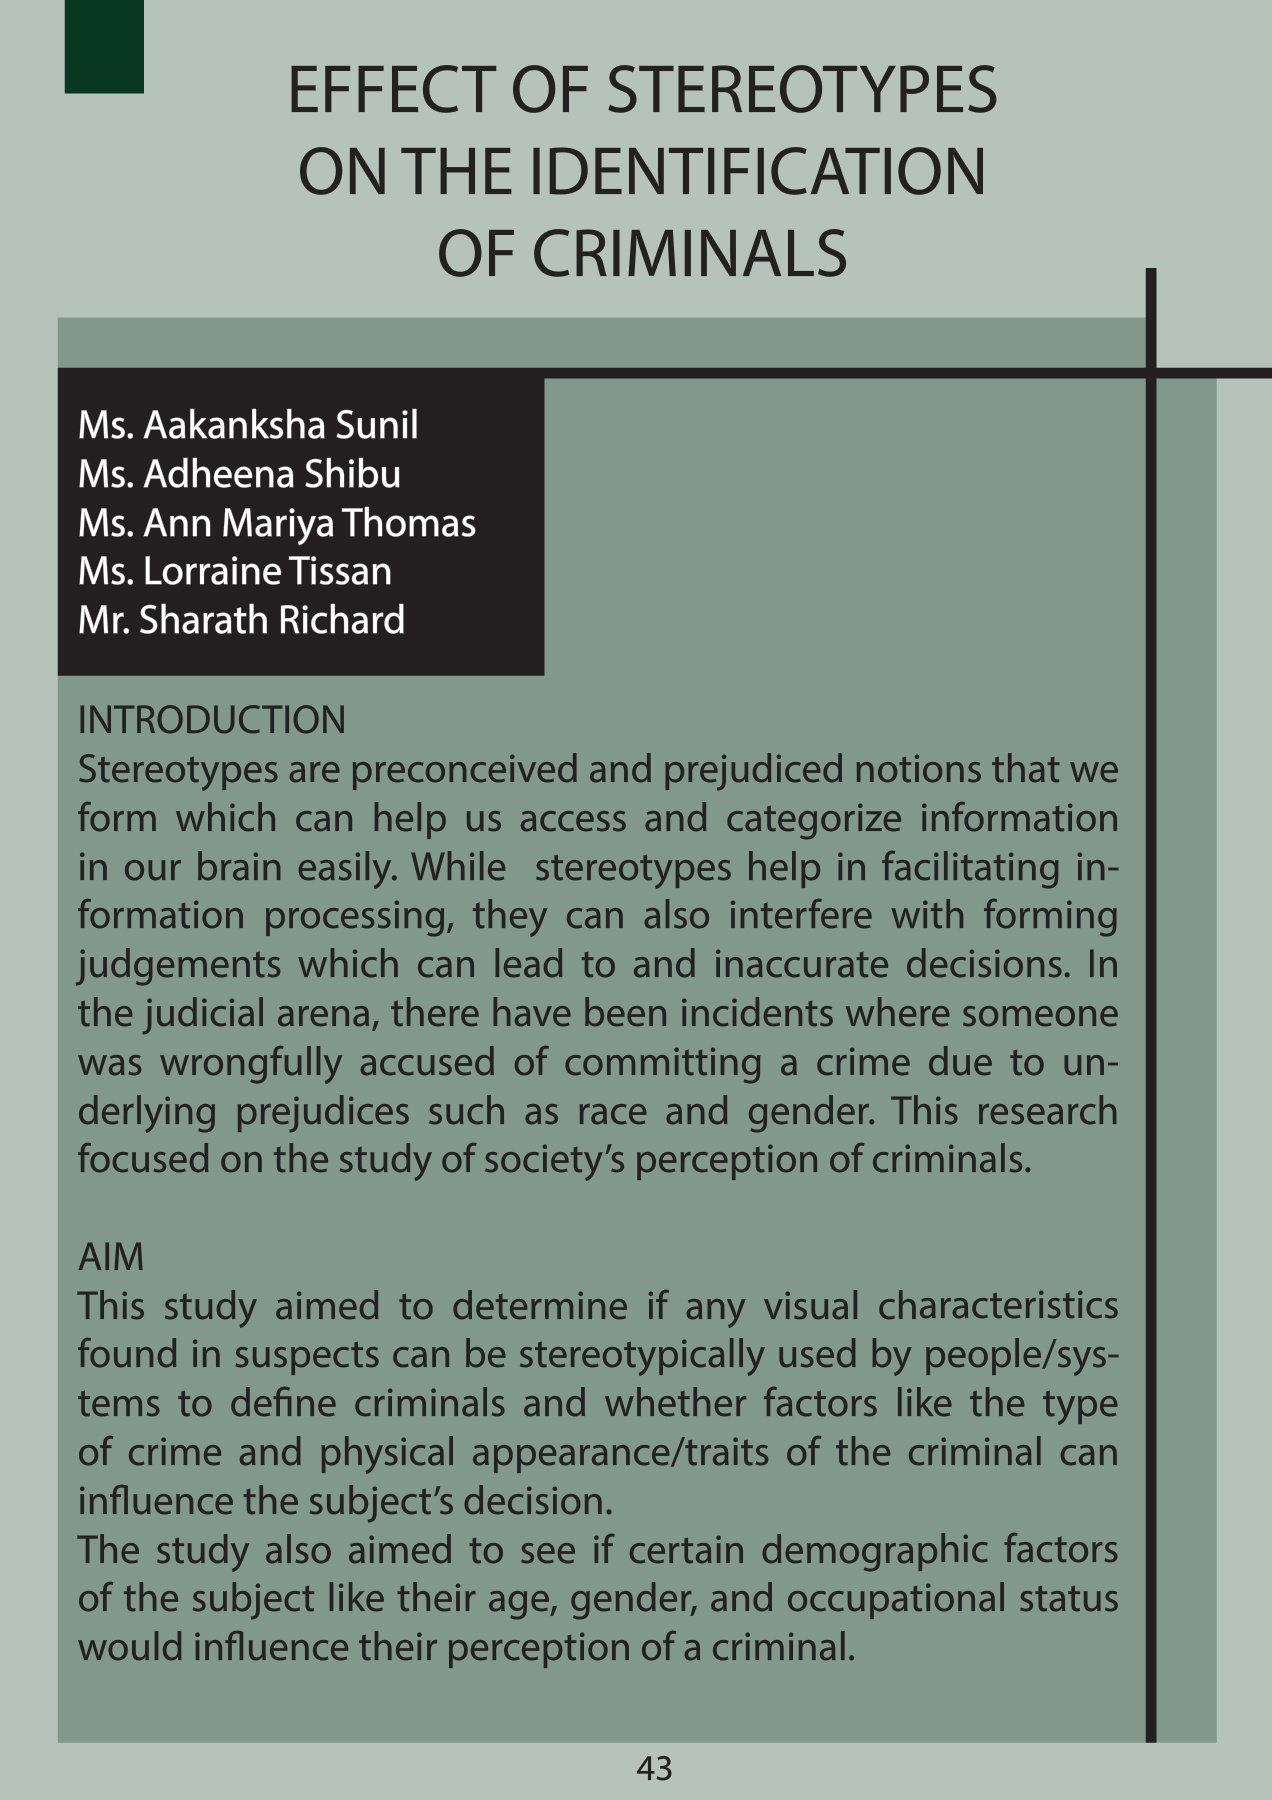 EFFECT OF STEREOTYPES
ON THE IDENTIFICATION
OF CRIMINALS
Ms. Aakanksha Sunil
Ms. Adheena Shibu
Ms. Ann Mariya Thomas
Ms. Lorraine Tissan
Mr. Sharath Richard
INTRODUCTION
Stereotypes are preconceived and prejudiced notions that we
form which can help us access and categorize information
in our brain easily. While  stereotypes help in facilitating in-
formation processing, they can also interfere with forming
judgements which can lead to and inaccurate decisions. In
the judicial arena, there have been incidents where someone
was wrongfully accused of committing a crime due to un-
derlying prejudices such as race and gender. This research
focused on the study of society’s perception of criminals.
AIM
This study aimed to determine if any visual characteristics
found in suspects can be stereotypically used by people/sys-
tems to define criminals and whether factors like the type
of crime and physical appearance/traits of the criminal can
influence the subject’s decision.
The study also aimed to see if certain demographic factors
of the subject like their age, gender, and occupational status
would influence their perception of a criminal.
43